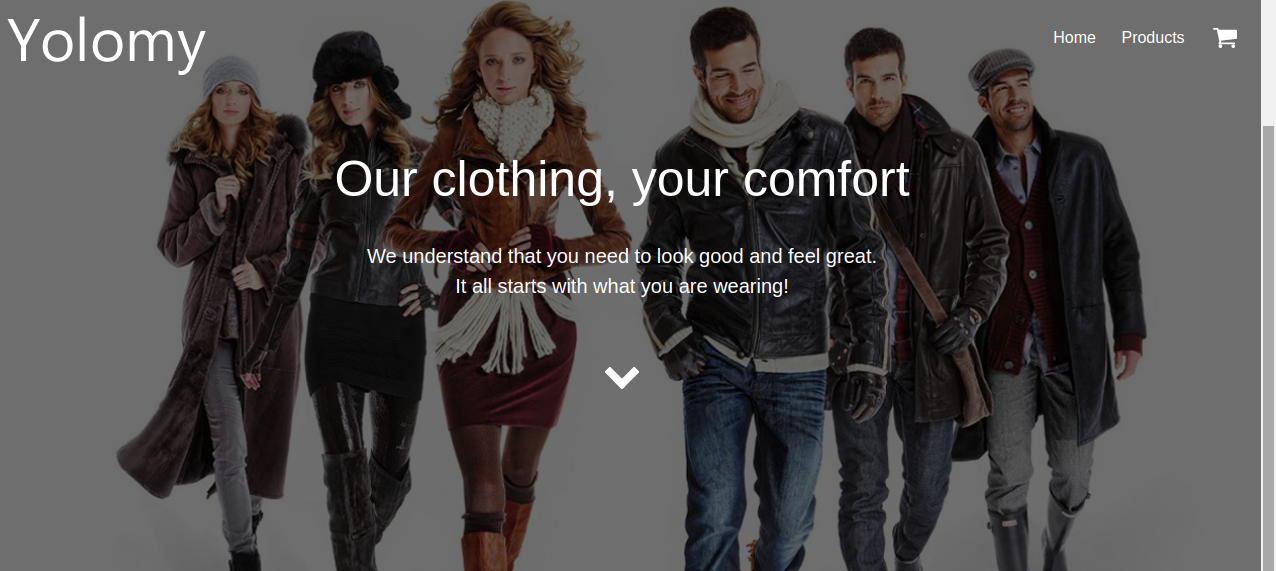 Yolomy
Home Products
Our clothing, your comfort
We understand that you need to look good and feel great.
It all starts with what you are wearing!